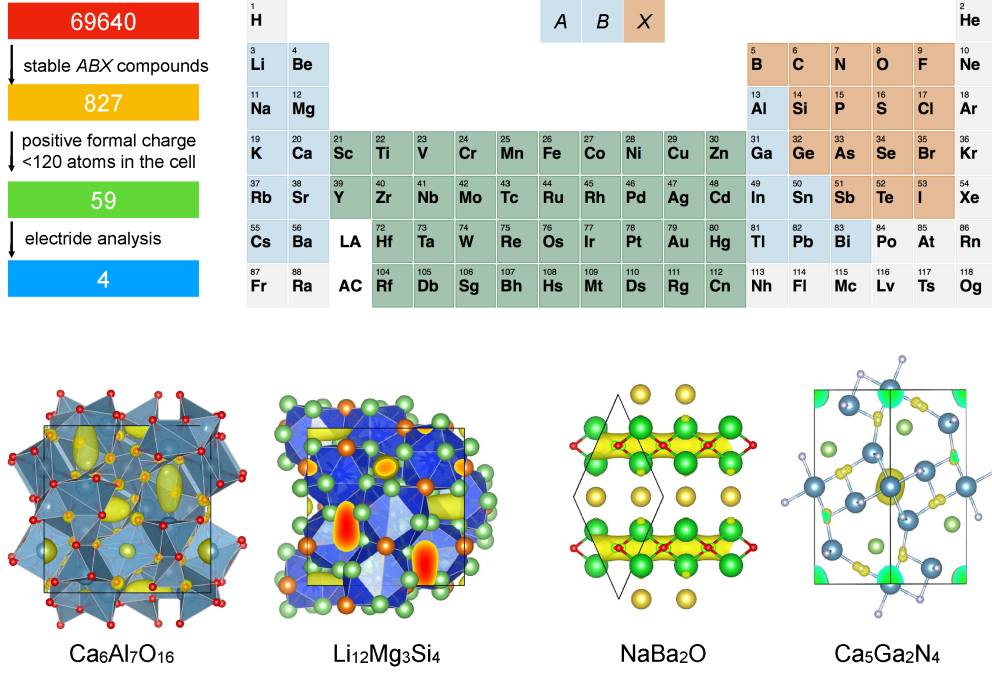 69640
stable ABX compounds
827
positive formal charge
<120 atoms in the cell
59
electride analysis
4
A B X
1 2
H He
3 4 5 6 7 8 9 10
Li Be B C N O F Ne
11 12 13 14 15 16 17 18
Na Mg Al Si P S Cl Ar
19 20 21 22 23 24 25 26 27 28 29 30 31 32 33 34 35 36
K Ca Sc Ti V Cr Mn Fe Co Ni Cu Zn Ga Ge As Se Br Kr
37 38 39 40 41 42 43 44 45 46 47 48 49 50 51 52 53 54
Rb Sr Y Zr Nb Mo Tc Ru Rh Pd Ag Cd In Sn Sb Te I Xe
55 56 72 73 74 75 76 77 78 79 80 81 82 83 84 85 86
Cs Ba LA Hf Ta W Re Os Ir Pt Au Hg Tl Pb Bi Po At Rn
87 88 104 105 106 107 108 109 110 111 112 113 114 115 116 117 118
Fr Ra AC Rf Db Sg Bh Hs Mt Ds Rg Cn Nh Fl Mc Lv Ts Og
Ca₆Al₇O₁₆
Li₁₂Mg₃Si₄
NaBa₂O
Ca₅Ga₂N₄